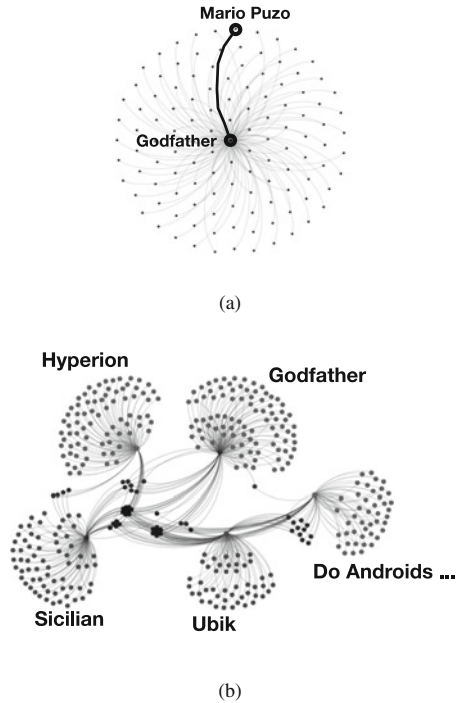 Mario Puzo
Godfather
(a)
Hyperion
Godfather
Sicilian
Ubik
Do Androids ...
(b)